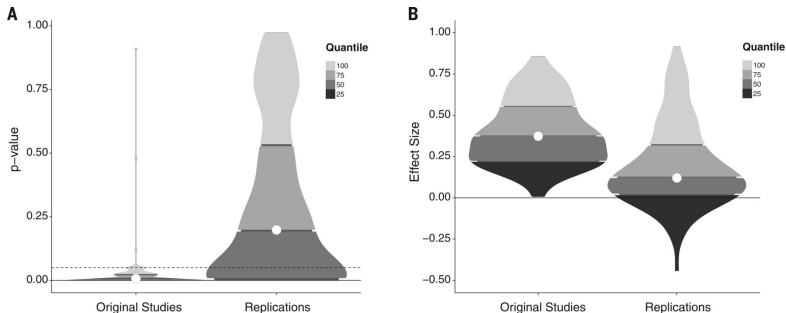 A
1.00
0.75
0.50
0.25
0.00
p-value
Quantile
100
75
50
25
Original Studies
Replications
B
1.00
0.75
0.50
0.25
0.00
−0.25
−0.50
Effect Size
Quantile
100
75
50
25
Original Studies
Replications